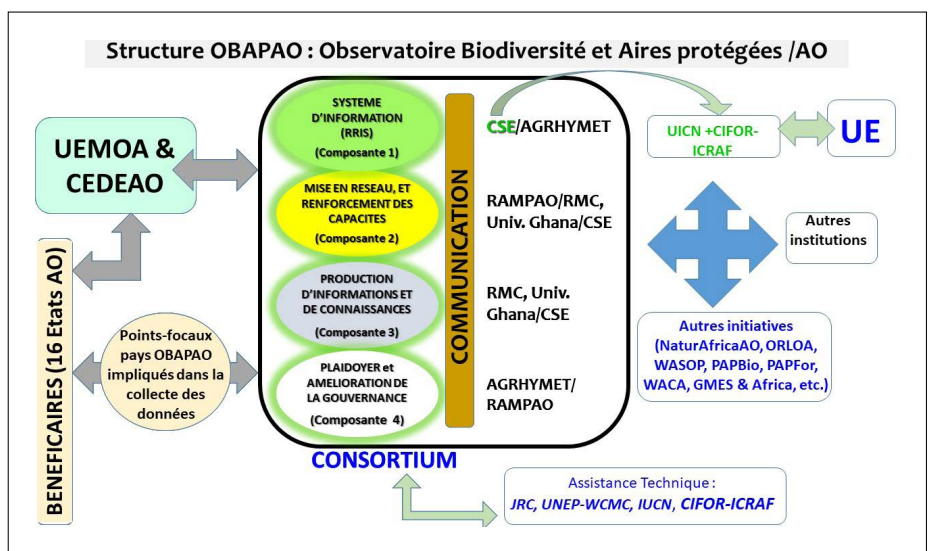 Structure OBAPAO : Observatoire Biodiversité et Aires protégées /AO
UEMOA &
CEDEAO
BENEFICAIRES (16 Etats AO)
Points-focaux
pays OBAPAO
impliqués dans la
collecte des
données
SYSTEME
D'INFORMATION
(RRIS)
(Composante 1)
MISE EN RESEAU, ET
RENFORCEMENT DES
CAPACITES
(Composante 2)
PRODUCTION
D'INFORMATIONS ET
DE CONNAISSANCES
(Composante 3)
PLAIDOYER et
AMELIORATION DE
LA GOUVERNANCE
(Composante 4)
COMMUNICATION
CSE/AGRHYMET
RAMPAO/RMC,
Univ. Ghana/CSE
RMC, Univ.
Ghana/CSE
AGRHYMET/
RAMPAO
CONSORTIUM
UICN +CIFOR-
ICRAF
UE
Autres
institutions
Autres initiatives
(NaturAfricaAO, ORLOA,
WASOP, PAPBio, PAPFor,
WACA, GMES & Africa, etc.)
Assistance Technique :
JRC, UNEP-WCMC, IUCN, CIFOR-ICRAF